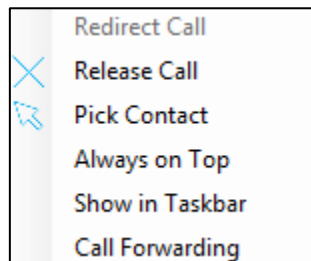 Redirect Call
Release Call
Pick Contact
Always on Top
Show in Taskbar
Call Forwarding